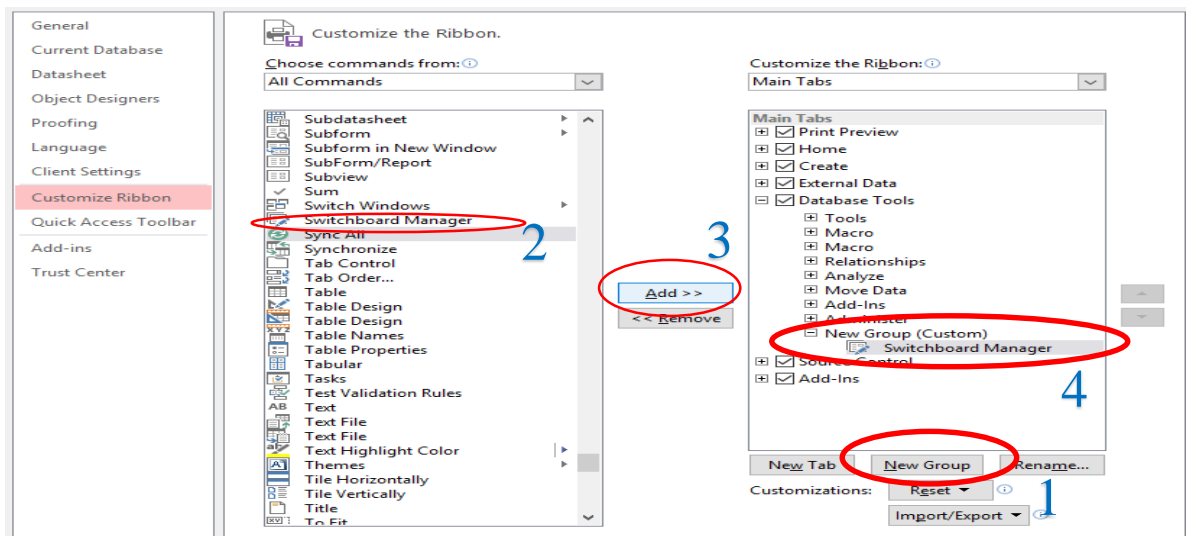 General
Current Database
Datasheet
Object Designers
Proofing
Language
Client Settings
Customize Ribbon
Quick Access Toolbar
Add-ins
Trust Center
Customize the Ribbon.
Choose commands from:
All Commands
Subdatasheet
Subform
Subform in New Window
SubForm/Report
Subview
Sum
Switch Windows
Switchboard Manager
Sync All
Synchronize
Tab Control
Tab Order...
Table
Table Design
Table Design
Table Names
Table Properties
Tabular
Tasks
Test Validation Rules
AB Text
Text File
Text File
Text Highlight Color
Themes
Tile Horizontally
Tile Vertically
Title
To Fit
2
3
Add >>
<< Remove
Customize the Ribbon:
Main Tabs
Main Tabs
Print Preview
Home
Create
External Data
Database Tools
Tools
Macro
Macro
Relationships
Analyze
Move Data
Add-Ins
Administer
New Group (Custom)
Switchboard Manager
Source Control
Add-Ins
4
New Tab
New Group
Rename...
Customizations:
Reset
1
Import/Export